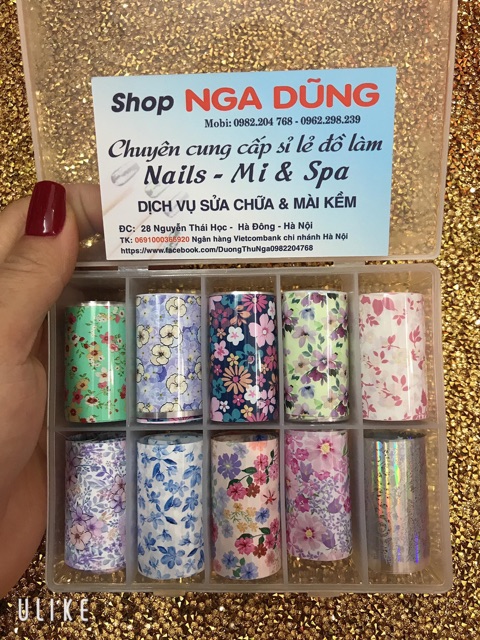 Shop NGA DŨNG
Mobi: 0982.204 768 - 0962.298.239
Chuyên cung cấp sỉ lẻ đồ làm
Nails - Mi & Spa
DỊCH VỤ SỬA CHỮA & MÀI KỀM
ĐC: 28 Nguyễn Thái Học - Hà Đông - Hà Nội
TK: 0691000365920 Ngân hàng Vietcombank chi nhánh Hà Nội
https://www.facebook.com/DuongThuNga0982204768
ULIKE